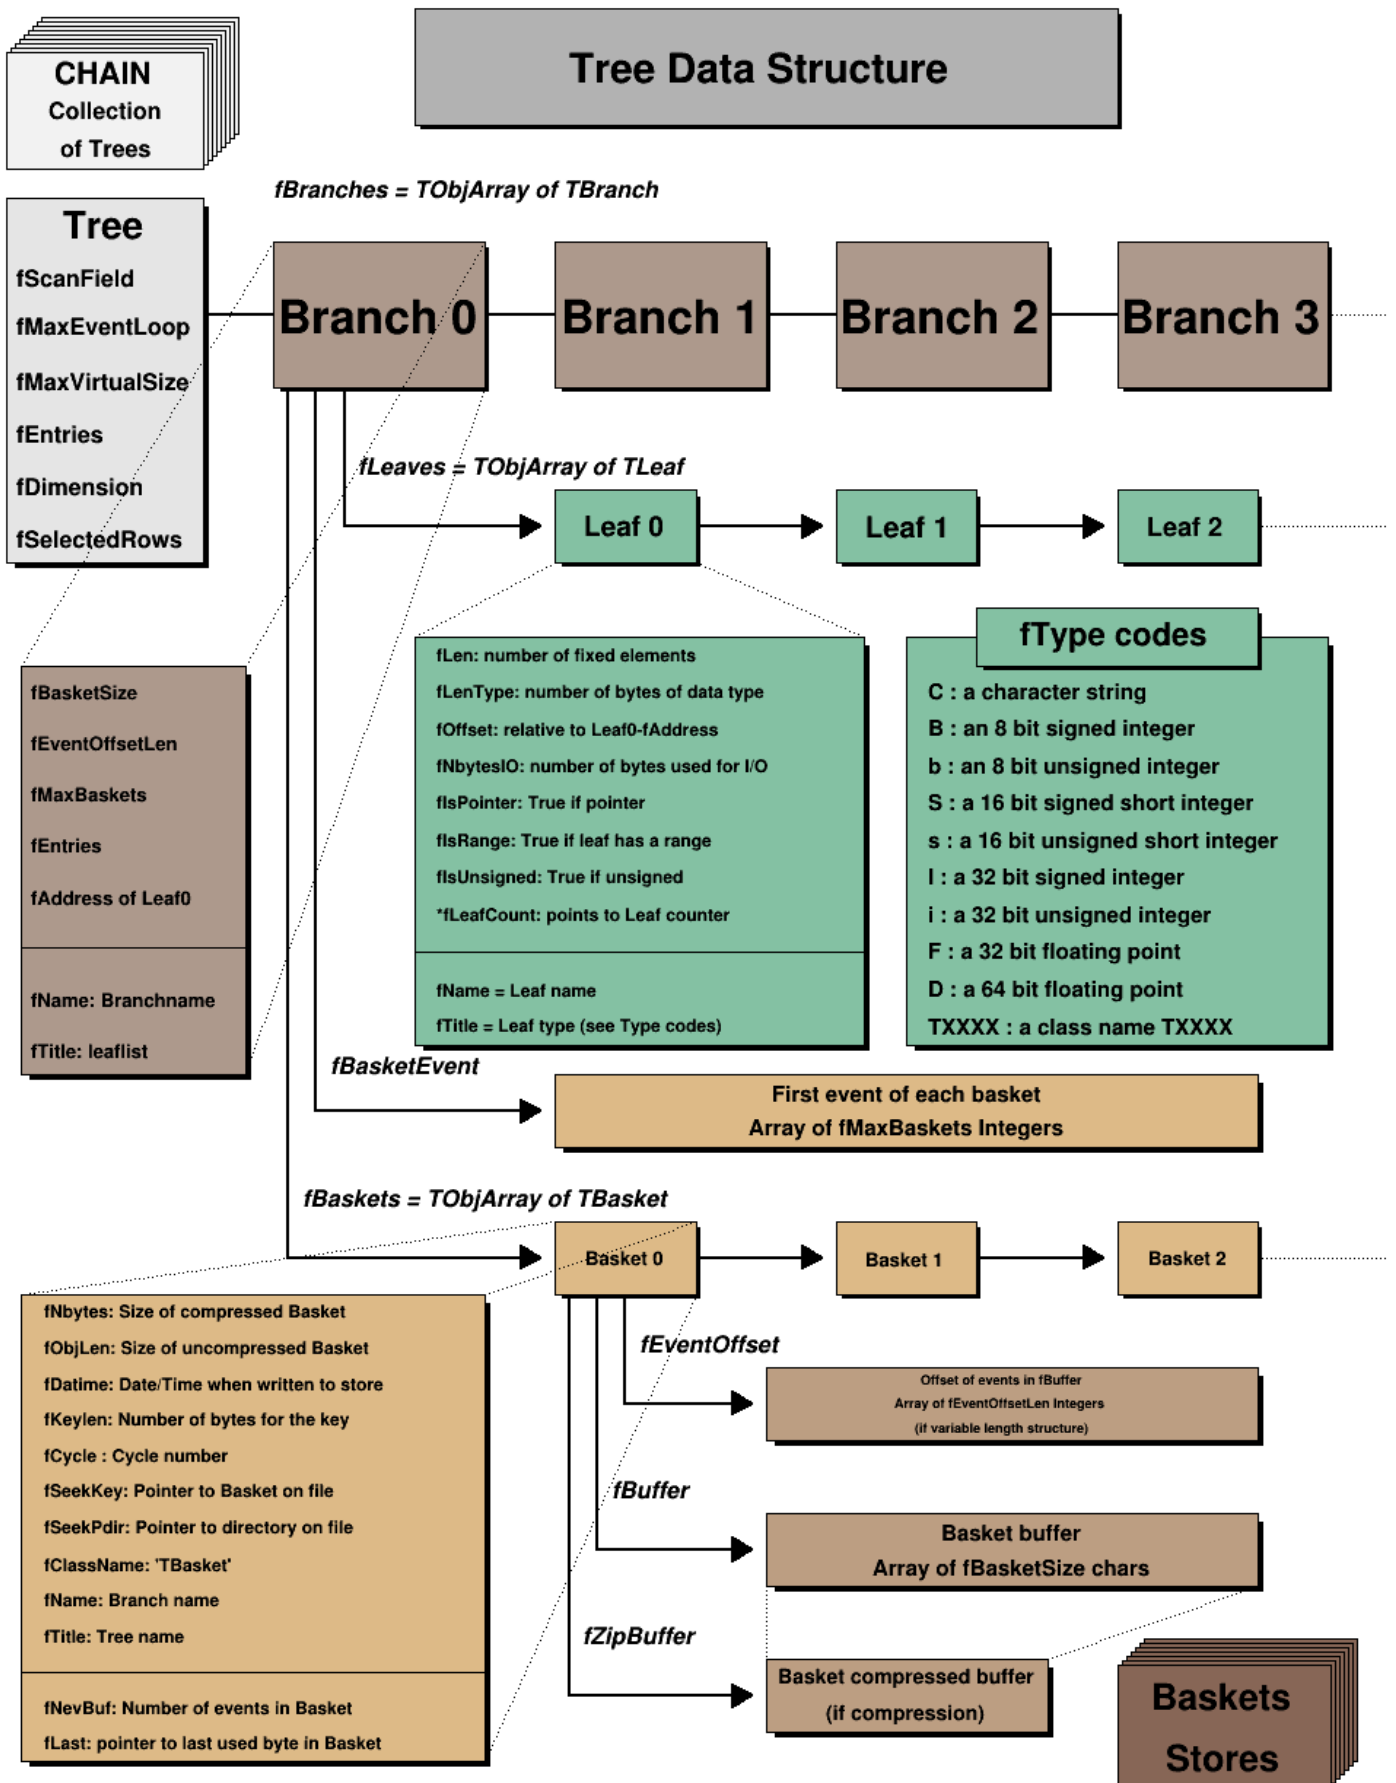 CHAIN
Collection
of Trees
Tree Data Structure
fBranches = TObjArray of TBranch
Tree
fScanField
fMaxEventLoop
fMaxVirtualSize
fEntries
fDimension
fSelectedRows
Branch 0
Branch 1
Branch 2
Branch 3
fLeaves = TObjArray of TLeaf
Leaf 0
Leaf 1
Leaf 2
fBasketSize
fEventOffsetLen
fMaxBaskets
fEntries
fAddress of Leaf0
fName: Branchname
fTitle: leaflist
fLen: number of fixed elements
fLenType: number of bytes of data type
fOffset: relative to Leaf0-fAddress
fNbytesIO: number of bytes used for I/O
fIsPointer: True if pointer
fIsRange: True if leaf has a range
fIsUnsigned: True if unsigned
*fLeafCount: points to Leaf counter
fName = Leaf name
fTitle = Leaf type (see Type codes)
fType codes
C : a character string
B : an 8 bit signed integer
b : an 8 bit unsigned integer
S : a 16 bit signed short integer
s : a 16 bit unsigned short integer
I : a 32 bit signed integer
i : a 32 bit unsigned integer
F : a 32 bit floating point
D : a 64 bit floating point
TXXXX : a class name TXXXX
fBasketEvent
First event of each basket
Array of fMaxBaskets Integers
fBaskets = TObjArray of TBasket
Basket 0
Basket 1
Basket 2
fNbytes: Size of compressed Basket
fObjLen: Size of uncompressed Basket
fDatime: Date/Time when written to store
fKeylen: Number of bytes for the key
fCycle : Cycle number
fSeekKey: Pointer to Basket on file
fSeekPdir: Pointer to directory on file
fClassName: 'TBasket'
fName: Branch name
fTitle: Tree name
fNevBuf: Number of events in Basket
fLast: pointer to last used byte in Basket
fEventOffset
Offset of events in fBuffer
Array of fEventOffsetLen Integers
(if variable length structure)
fBuffer
Basket buffer
Array of fBasketSize chars
fZipBuffer
Basket compressed buffer
(if compression)
Baskets
Stores